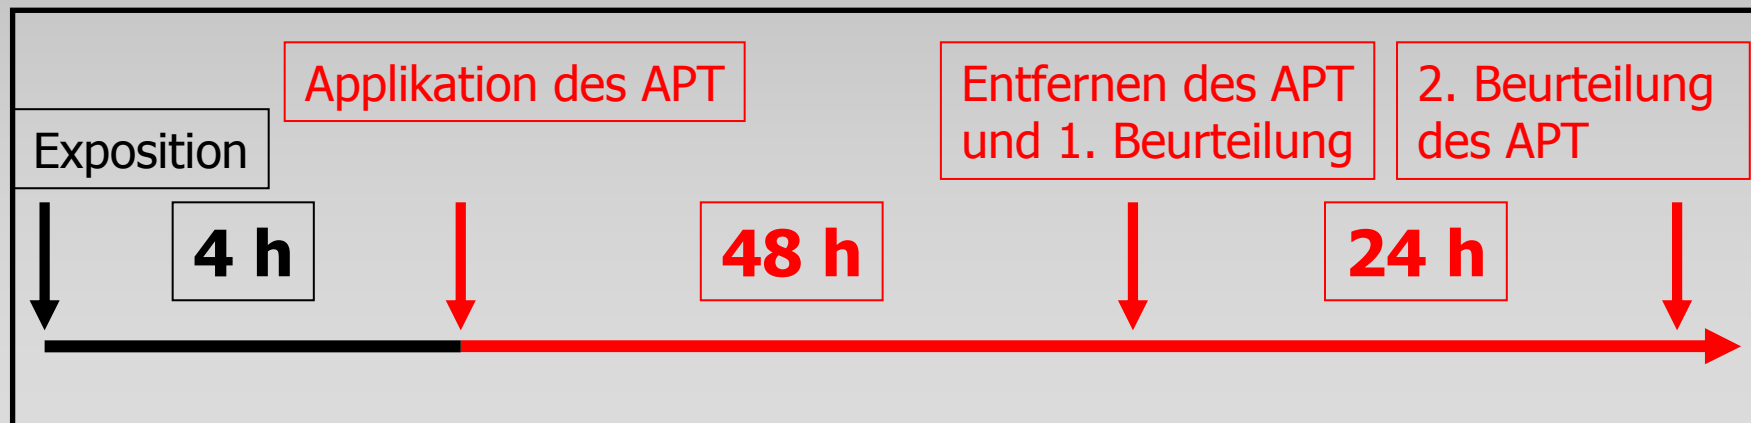 Exposition
4 h
Applikation des APT
48 h
Entfernen des APT
und 1. Beurteilung
24 h
2. Beurteilung
des APT